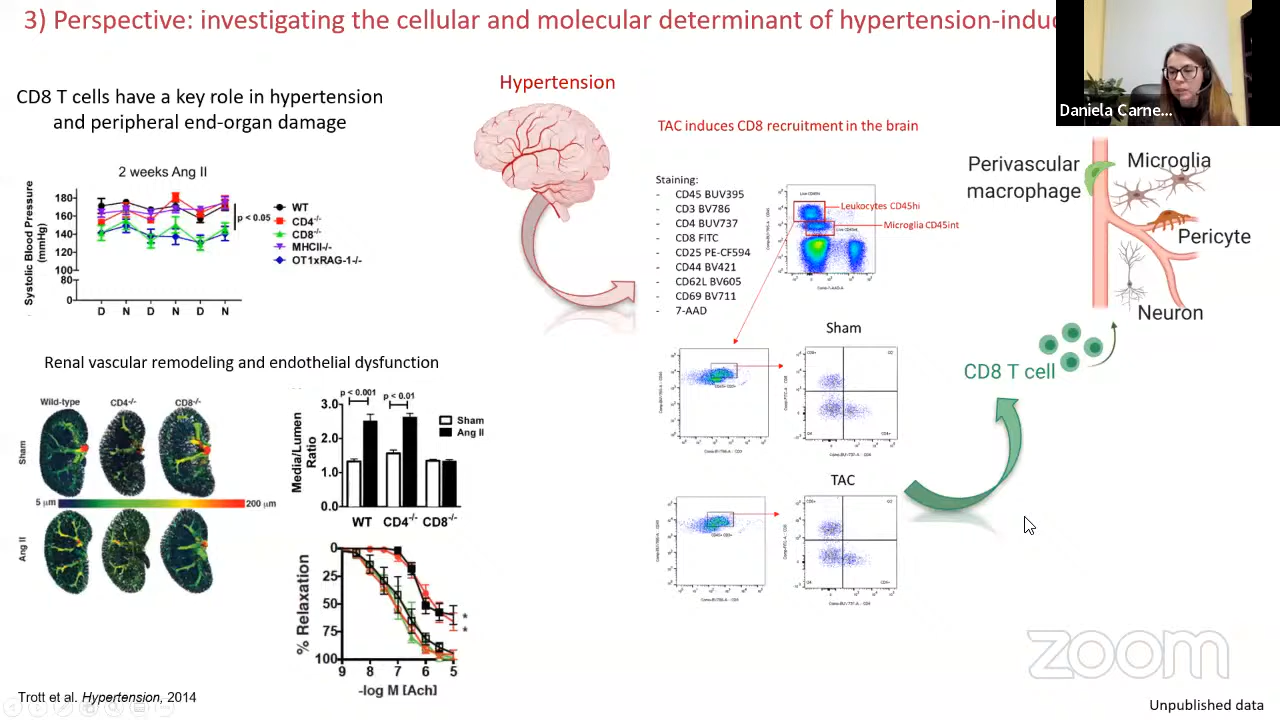 3) Perspective: investigating the cellular and molecular determinant of hypertension-indu
Daniela Carne...
CD8 T cells have a key role in hypertension
and peripheral end-organ damage
2 weeks Ang II
Systolic Blood Pressure
(mmHg)
180
160
140
120
100
80
0
D N D N D N
p < 0.05
WT
CD4-/-
CD8-/-
MHCII-/-
OT1xRAG-1-/-
Renal vascular remodeling and endothelial dysfunction
Wild-type CD4-/- CD8-/-
Sham
5 µm
200 µm
Ang II
p < 0.001
p < 0.01
Media/Lumen
Ratio
3.0
2.0
1.0
0.0
Sham
Ang II
WT CD4-/- CD8-/-
% Relaxation
0
25
50
75
100
9 8 7 6 5
-log M [Ach]
*
*
Trott et al. Hypertension, 2014
Hypertension
TAC induces CD8 recruitment in the brain
Staining:
- CD45 BUV395
- CD3 BV786
- CD4 BUV737
- CD8 FITC
- CD25 PE-CF594
- CD44 BV421
- CD62L BV605
- CD69 BV711
- 7-AAD
Leukocytes CD45hi
Microglia CD45int
Sham
TAC
Perivascular
macrophage
Microglia
Pericyte
Neuron
CD8 T cell
zoom
Unpublished data